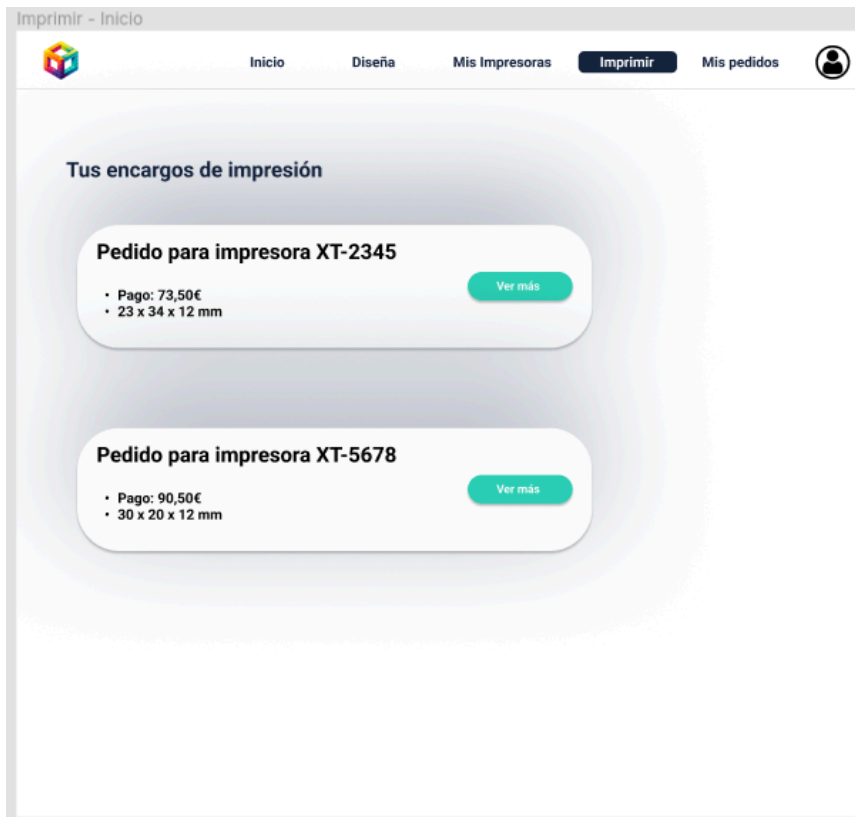 Imprimir - Inicio
Inicio Diseña Mis Impresoras Imprimir Mis pedidos
Tus encargos de impresión
Pedido para impresora XT-2345
• Pago: 73,50€
• 23 x 34 x 12 mm
Ver más
Pedido para impresora XT-5678
• Pago: 90,50€
• 30 x 20 x 12 mm
Ver más